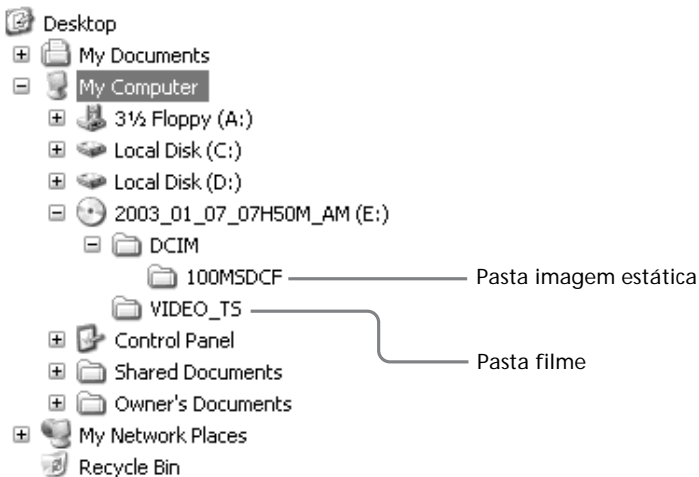 Desktop
My Documents
My Computer
3½ Floppy (A:)
Local Disk (C:)
Local Disk (D:)
2003_01_07_07H50M_AM (E:)
DCIM
100MSDCF
Pasta imagem estática
VIDEO_TS
Control Panel
Pasta filme
Shared Documents
Owner's Documents
My Network Places
Recycle Bin